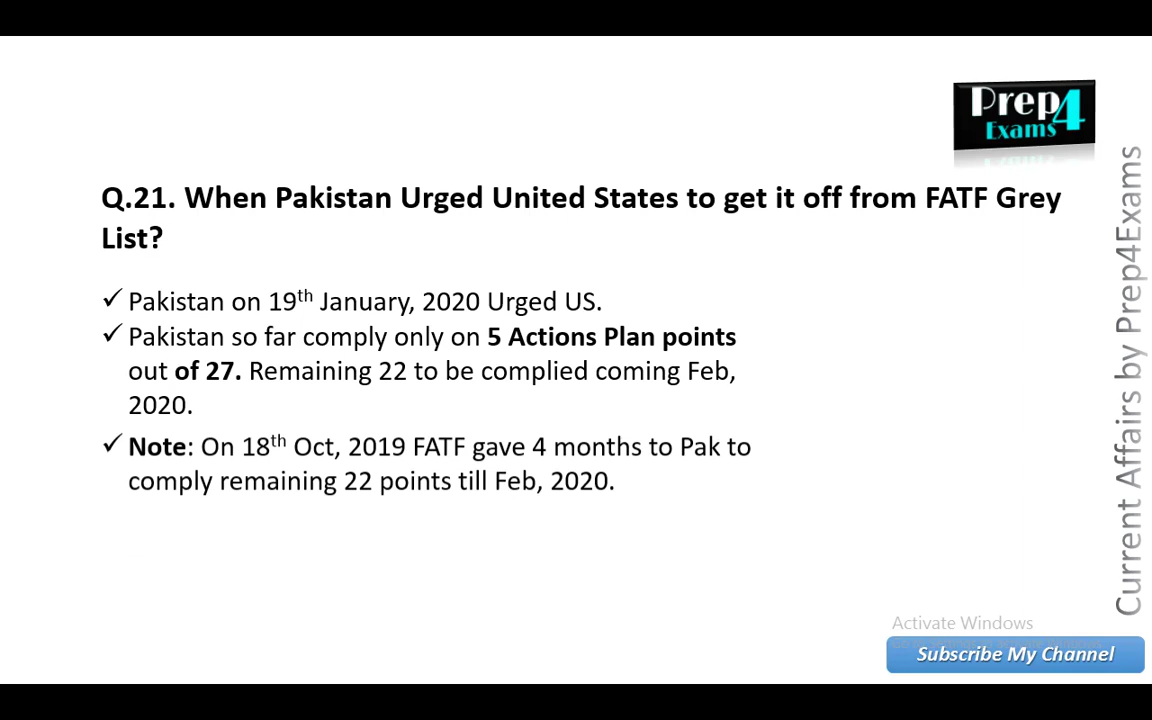 Prep4
Exams
Q.21. When Pakistan Urged United States to get it off from FATF Grey
List?
✓ Pakistan on 19th January, 2020 Urged US.
✓ Pakistan so far comply only on 5 Actions Plan points
out of 27. Remaining 22 to be complied coming Feb,
2020.
✓ Note: On 18th Oct, 2019 FATF gave 4 months to Pak to
comply remaining 22 points till Feb, 2020.
Current Affairs by Prep4Exams
Activate Windows
Subscribe My Channel